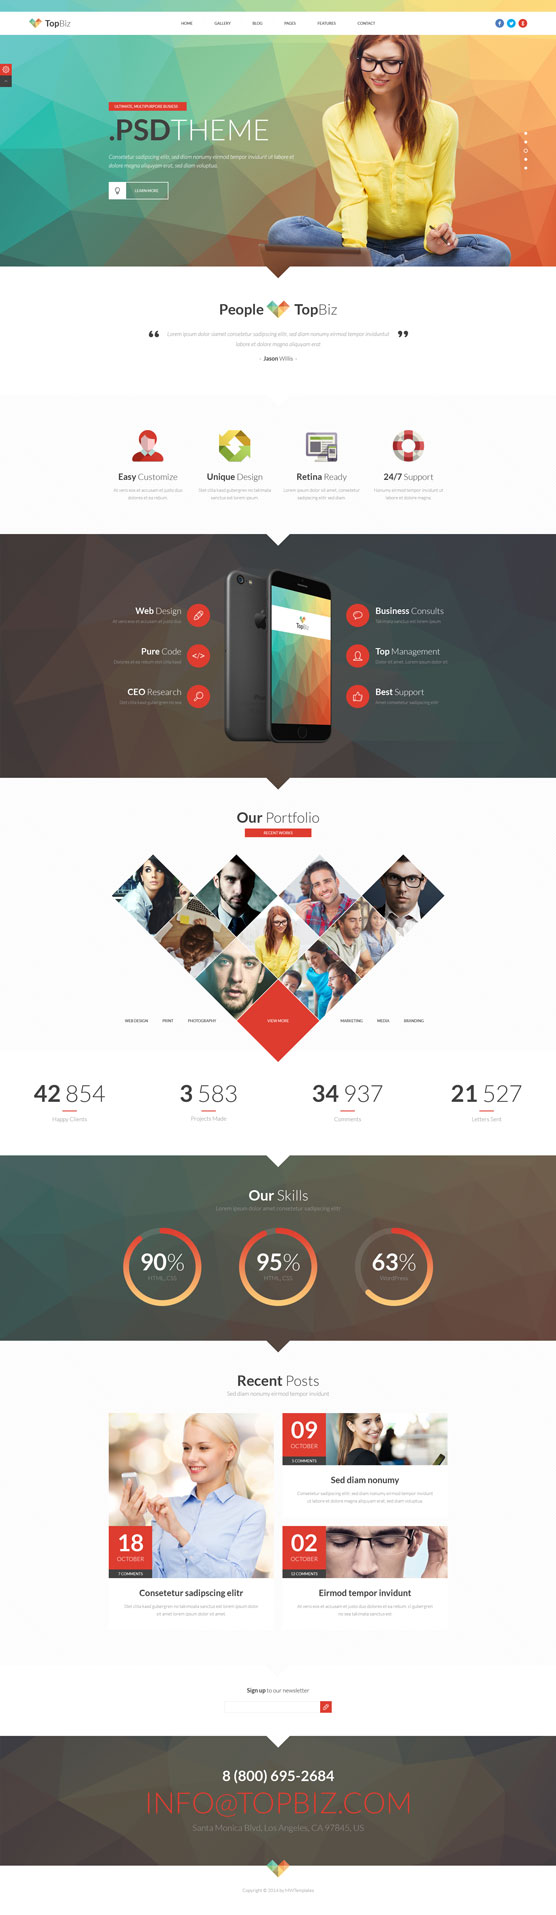 TopBiz
HOME GALLERY BLOG PAGES FEATURES CONTACT
ULTIMATE, MULTIPURPOSE BUSINESS
.PSDTHEME
Consetetur sadipscing elitr, sed diam nonumy eirmod tempor invidunt ut labore et
dolore magna aliquyam erat, sed diam voluptua.
LEARN MORE
People TopBiz
Lorem ipsum dolor siamet consetetur sadipscing elitr, sed diam nonumy eirmod tempor inviduntut
labore et dolore magna aliquyam erat
- Jason Willis -
Easy Customize
At vero eos et accusam et justo duo
dolores et ea rebum.
Unique Design
Stet clita kasd gubergren no takimata
sanctus est lorem ipsum
Retina Ready
Lorem ipsum dolor sit amet, consetetur
sadipscing elitr, sed diam.
24/7 Support
Nonumy eirmod tempor invidunt ut
labore et dolore magna
Web Design
At vero eos et accusam et justo duo
Pure Code
Dolores et ea rebum stet clita kasd
CEO Research
Stet clita kasd gubergren no sea
TopBiz
Business Consults
Takimata sanctus est lorem ipsum
Top Management
Dolor sit amet, lorem ipsum dolor sit
Best Support
Amet consetetur sadipscing elitr
Our Portfolio
RECENT WORKS
WEB DESIGN PRINT PHOTOGRAPHY VIEW MORE MARKETING MEDIA BRANDING
42 854
Happy Clients
3 583
Projects Made
34 937
Comments
21 527
Letters Sent
Our Skills
Lorem ipsum dolor amet consetetur sadipscing elitr
90%
HTML, CSS
95%
HTML, CSS
63%
WordPress
Recent Posts
Sed diam nonumy eirmod tempor invidunt
18
OCTOBER
7 COMMENTS
Consetetur sadipscing elitr
Stet clita kasd gubergren no takimata sanctus est lorem ipsum dolor
sit amet lorem ipsum dolor sit amet
09
OCTOBER
5 COMMENTS
Sed diam nonumy
Consetetur sadipscing elitr, sed diam nonumy eirmod tempor invidunt
ut labore et dolore magna aliquyam erat, sed diam voluptua.
02
OCTOBER
12 COMMENTS
Eirmod tempor invidunt
At vero eos et accusam et justo duo dolores et ea rebum. clita gubergren
no sea takimata sanctus est
Sign up to our newsletter:
8 (800) 695-2684
INFO@TOPBIZ.COM
Santa Monica Blvd, Los Angeles, CA 97845, US
Copyright © 2014 by MWTemplates